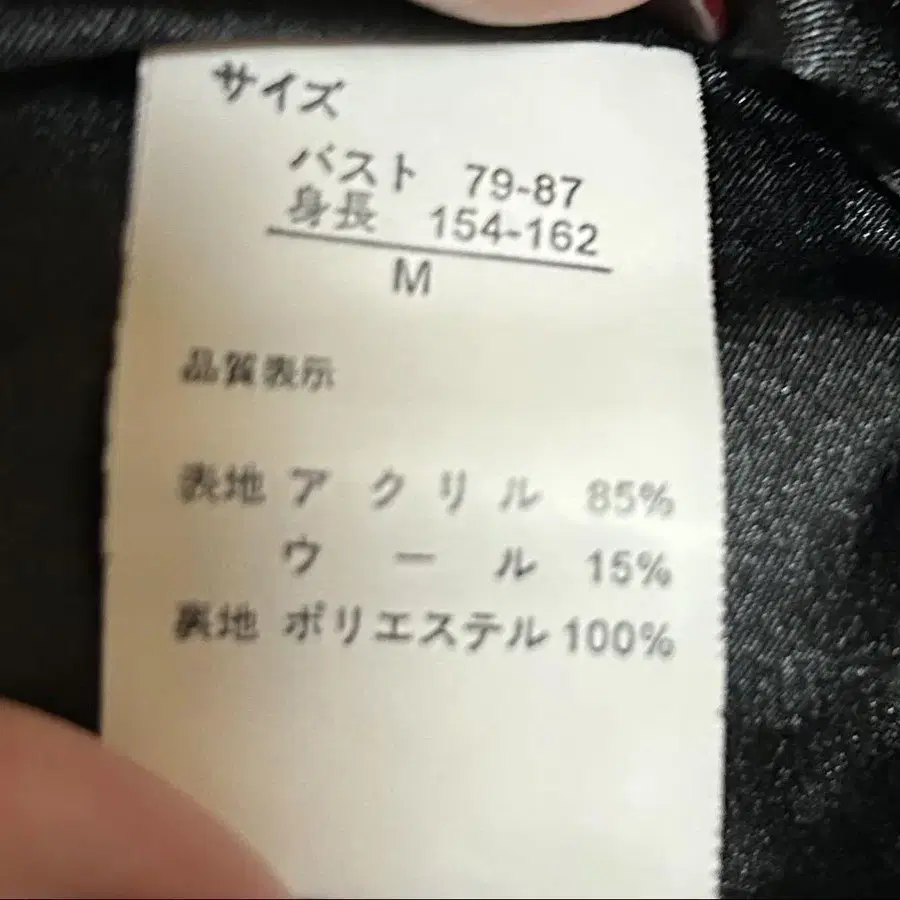 サイズ
バスト 79-87
身長 154-162
M
品質表示
表地 アクリル 85%
ウール 15%
裏地 ポリエステル 100%